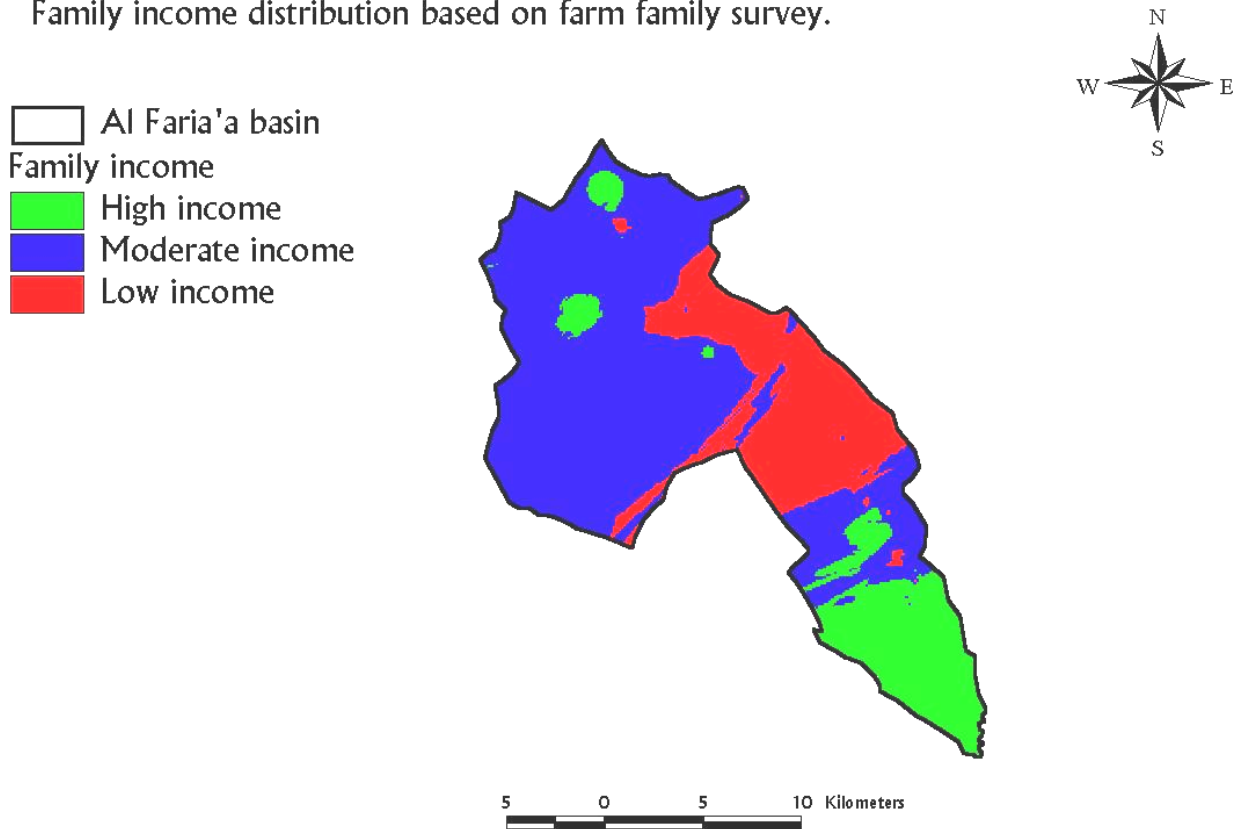 Family income distribution based on farm family survey.
N
W E
S
Al Faria'a basin
Family income
High income
Moderate income
Low income
5 0 5 10 Kilometers